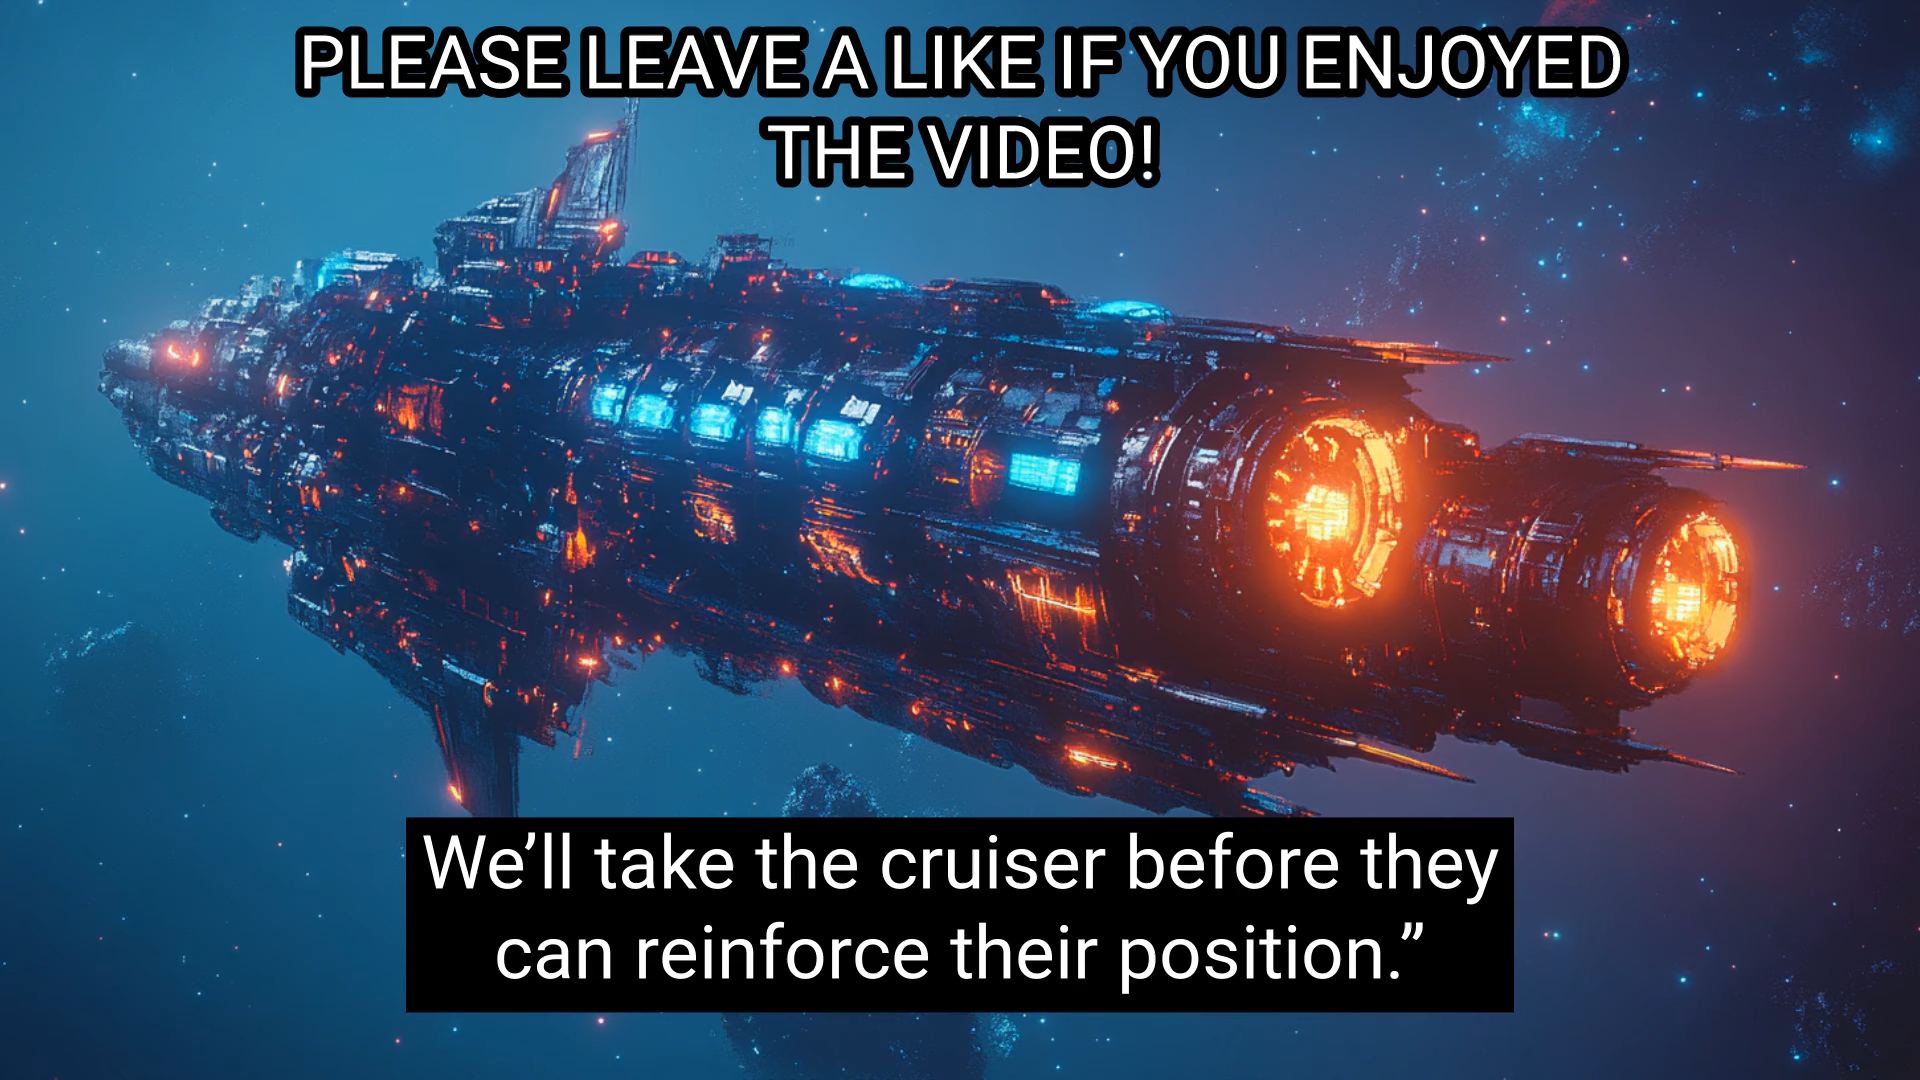 PLEASE LEAVE A LIKE IF YOU ENJOYED
THE VIDEO!
We’ll take the cruiser before they
can reinforce their position.”